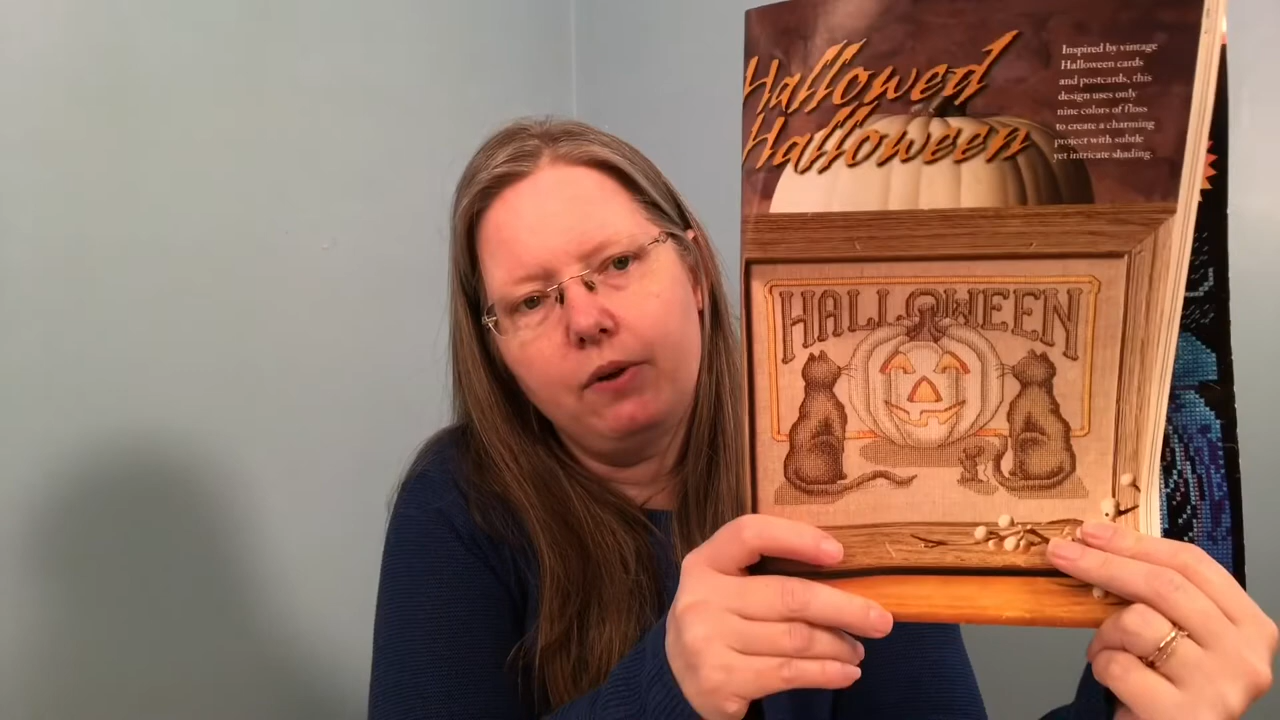 Hallowed
Halloween
Inspired by vintage
Halloween cards
and postcards, this
design uses only
nine colors of floss
to create a charming
project with subtle
yet intricate shading.
HALLOWEEN